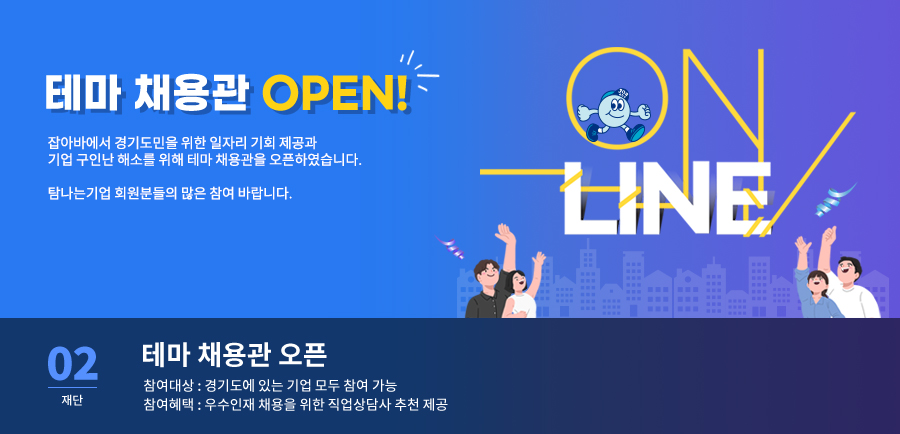 테마 채용관 OPEN!
잡아바에서 경기도민을 위한 일자리 기회 제공과
기업 구인난 해소를 위해 테마 채용관을 오픈하였습니다.
탐나는기업 회원분들의 많은 참여 바랍니다.
ON
LINE
02
재단
테마 채용관 오픈
참여대상 : 경기도에 있는 기업 모두 참여 가능
참여혜택 : 우수인재 채용을 위한 직업상담사 추천 제공